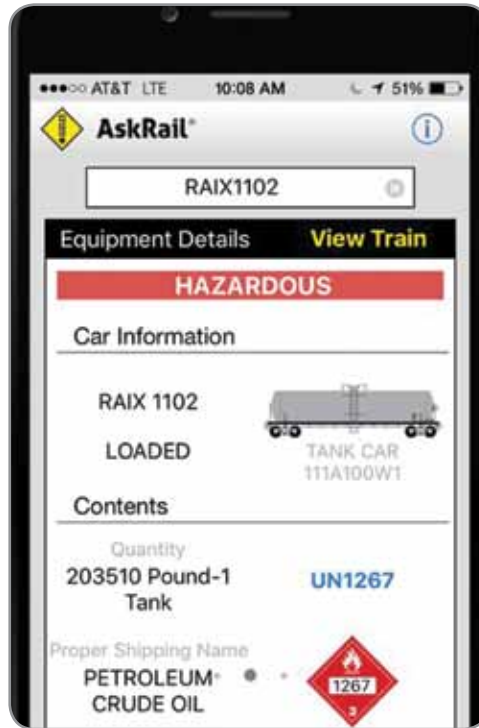 AT&T LTE 10:08 AM 51%
AskRail®
i
RAIX1102
Equipment Details View Train
HAZARDOUS
Car Information
RAIX 1102
LOADED
TANK CAR
111A100W1
Contents
Quantity
203510 Pound-1
Tank
UN1267
Proper Shipping Name
PETROLEUM
CRUDE OIL
1267
3